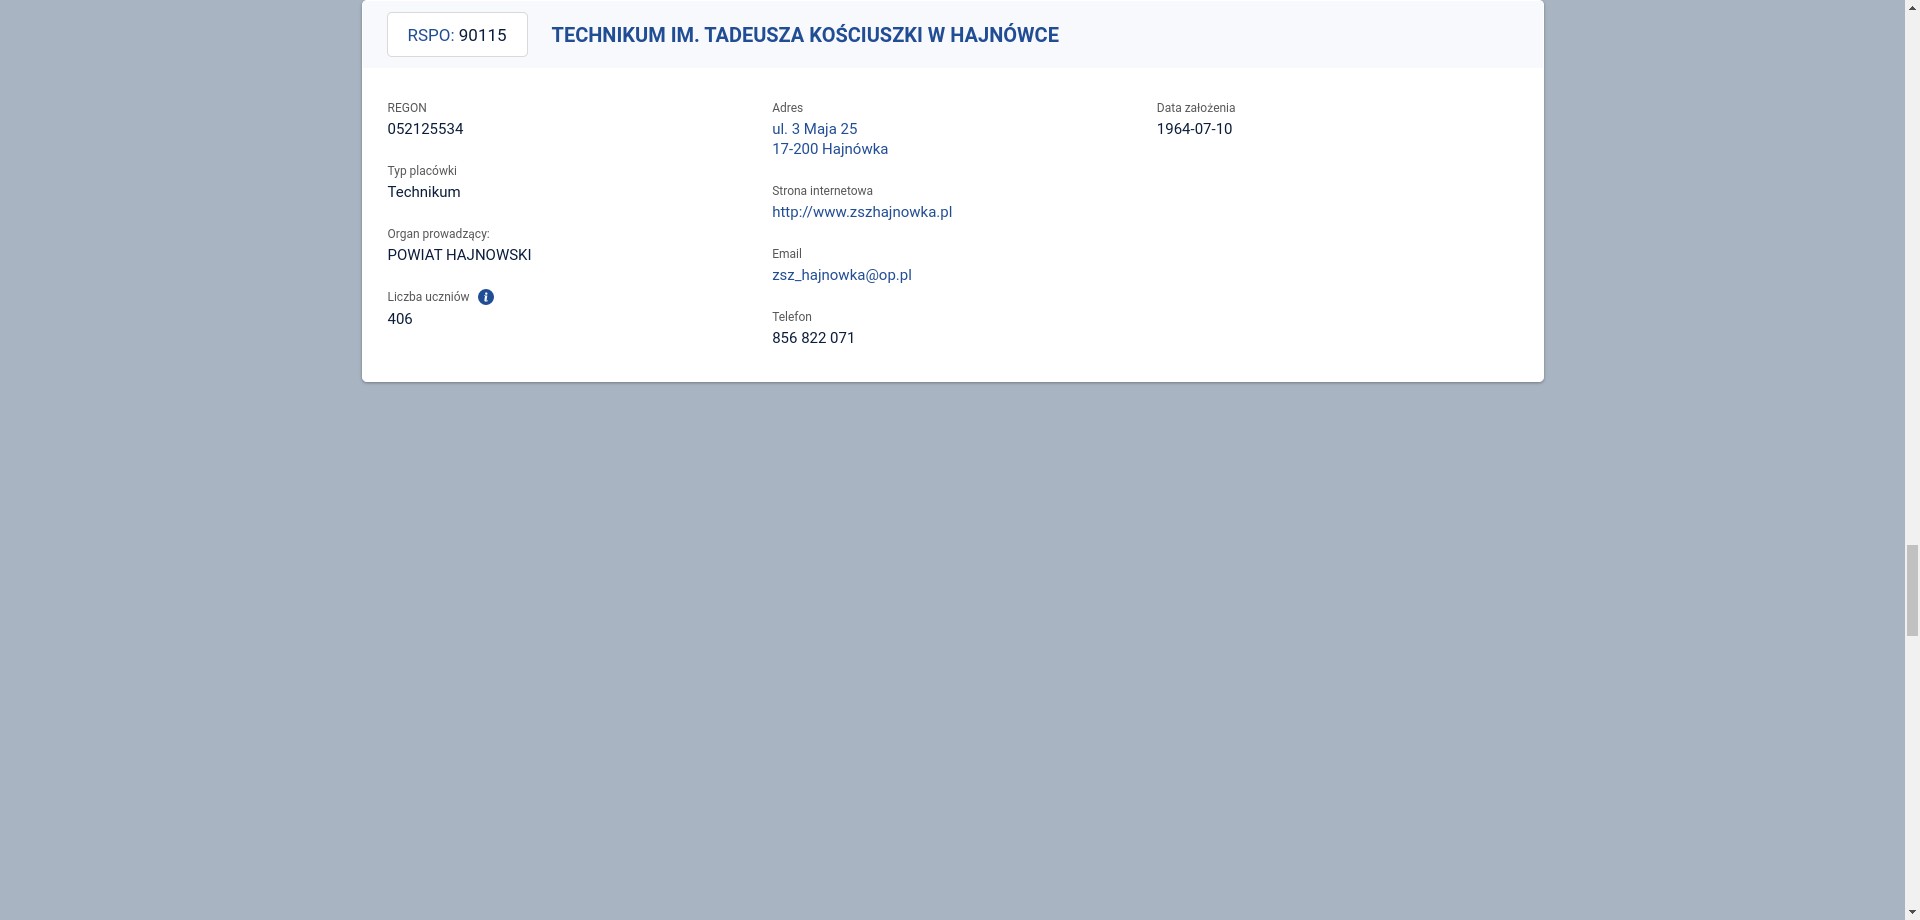 RSPO: 90115
TECHNIKUM IM. TADEUSZA KOŚCIUSZKI W HAJNÓWCE
REGON
052125534
Typ placówki
Technikum
Organ prowadzący:
POWIAT HAJNOWSKI
Liczba uczniów
406
Adres
ul. 3 Maja 25
17-200 Hajnówka
Strona internetowa
http://www.zszhajnowka.pl
Email
zsz_hajnowka@op.pl
Telefon
856 822 071
Data założenia
1964-07-10